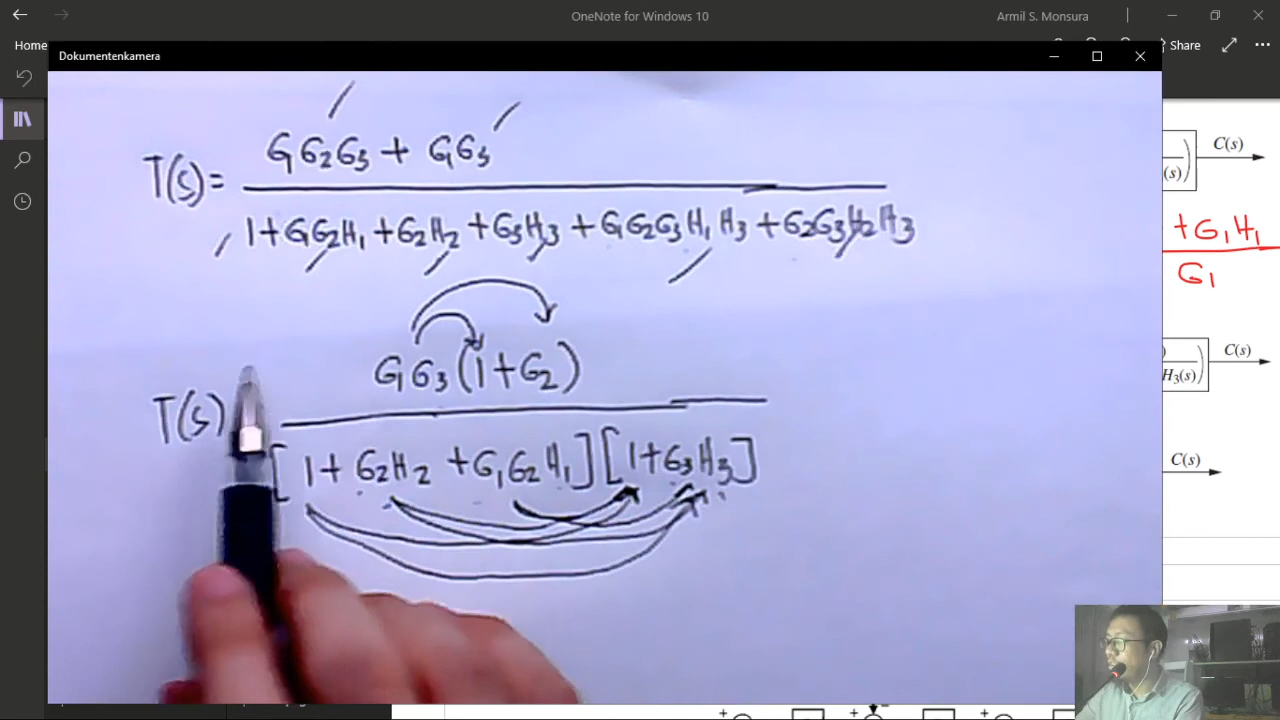 OneNote for Windows 10
Armil S. Monsura
Home
Share
Dokumentenkamera
G1G2G3 + G1G3
T(s)=
1+G1G2H1+G2H2+G3H3+G1G2G3H1H3+G2G3H2H3
G1G3(1+G2)
T(s)
[1+G2H2+G1G2H1][1+G3H3]
C(s)
(s)
+G1H1
G1
C(s)
H3(s)
C(s)